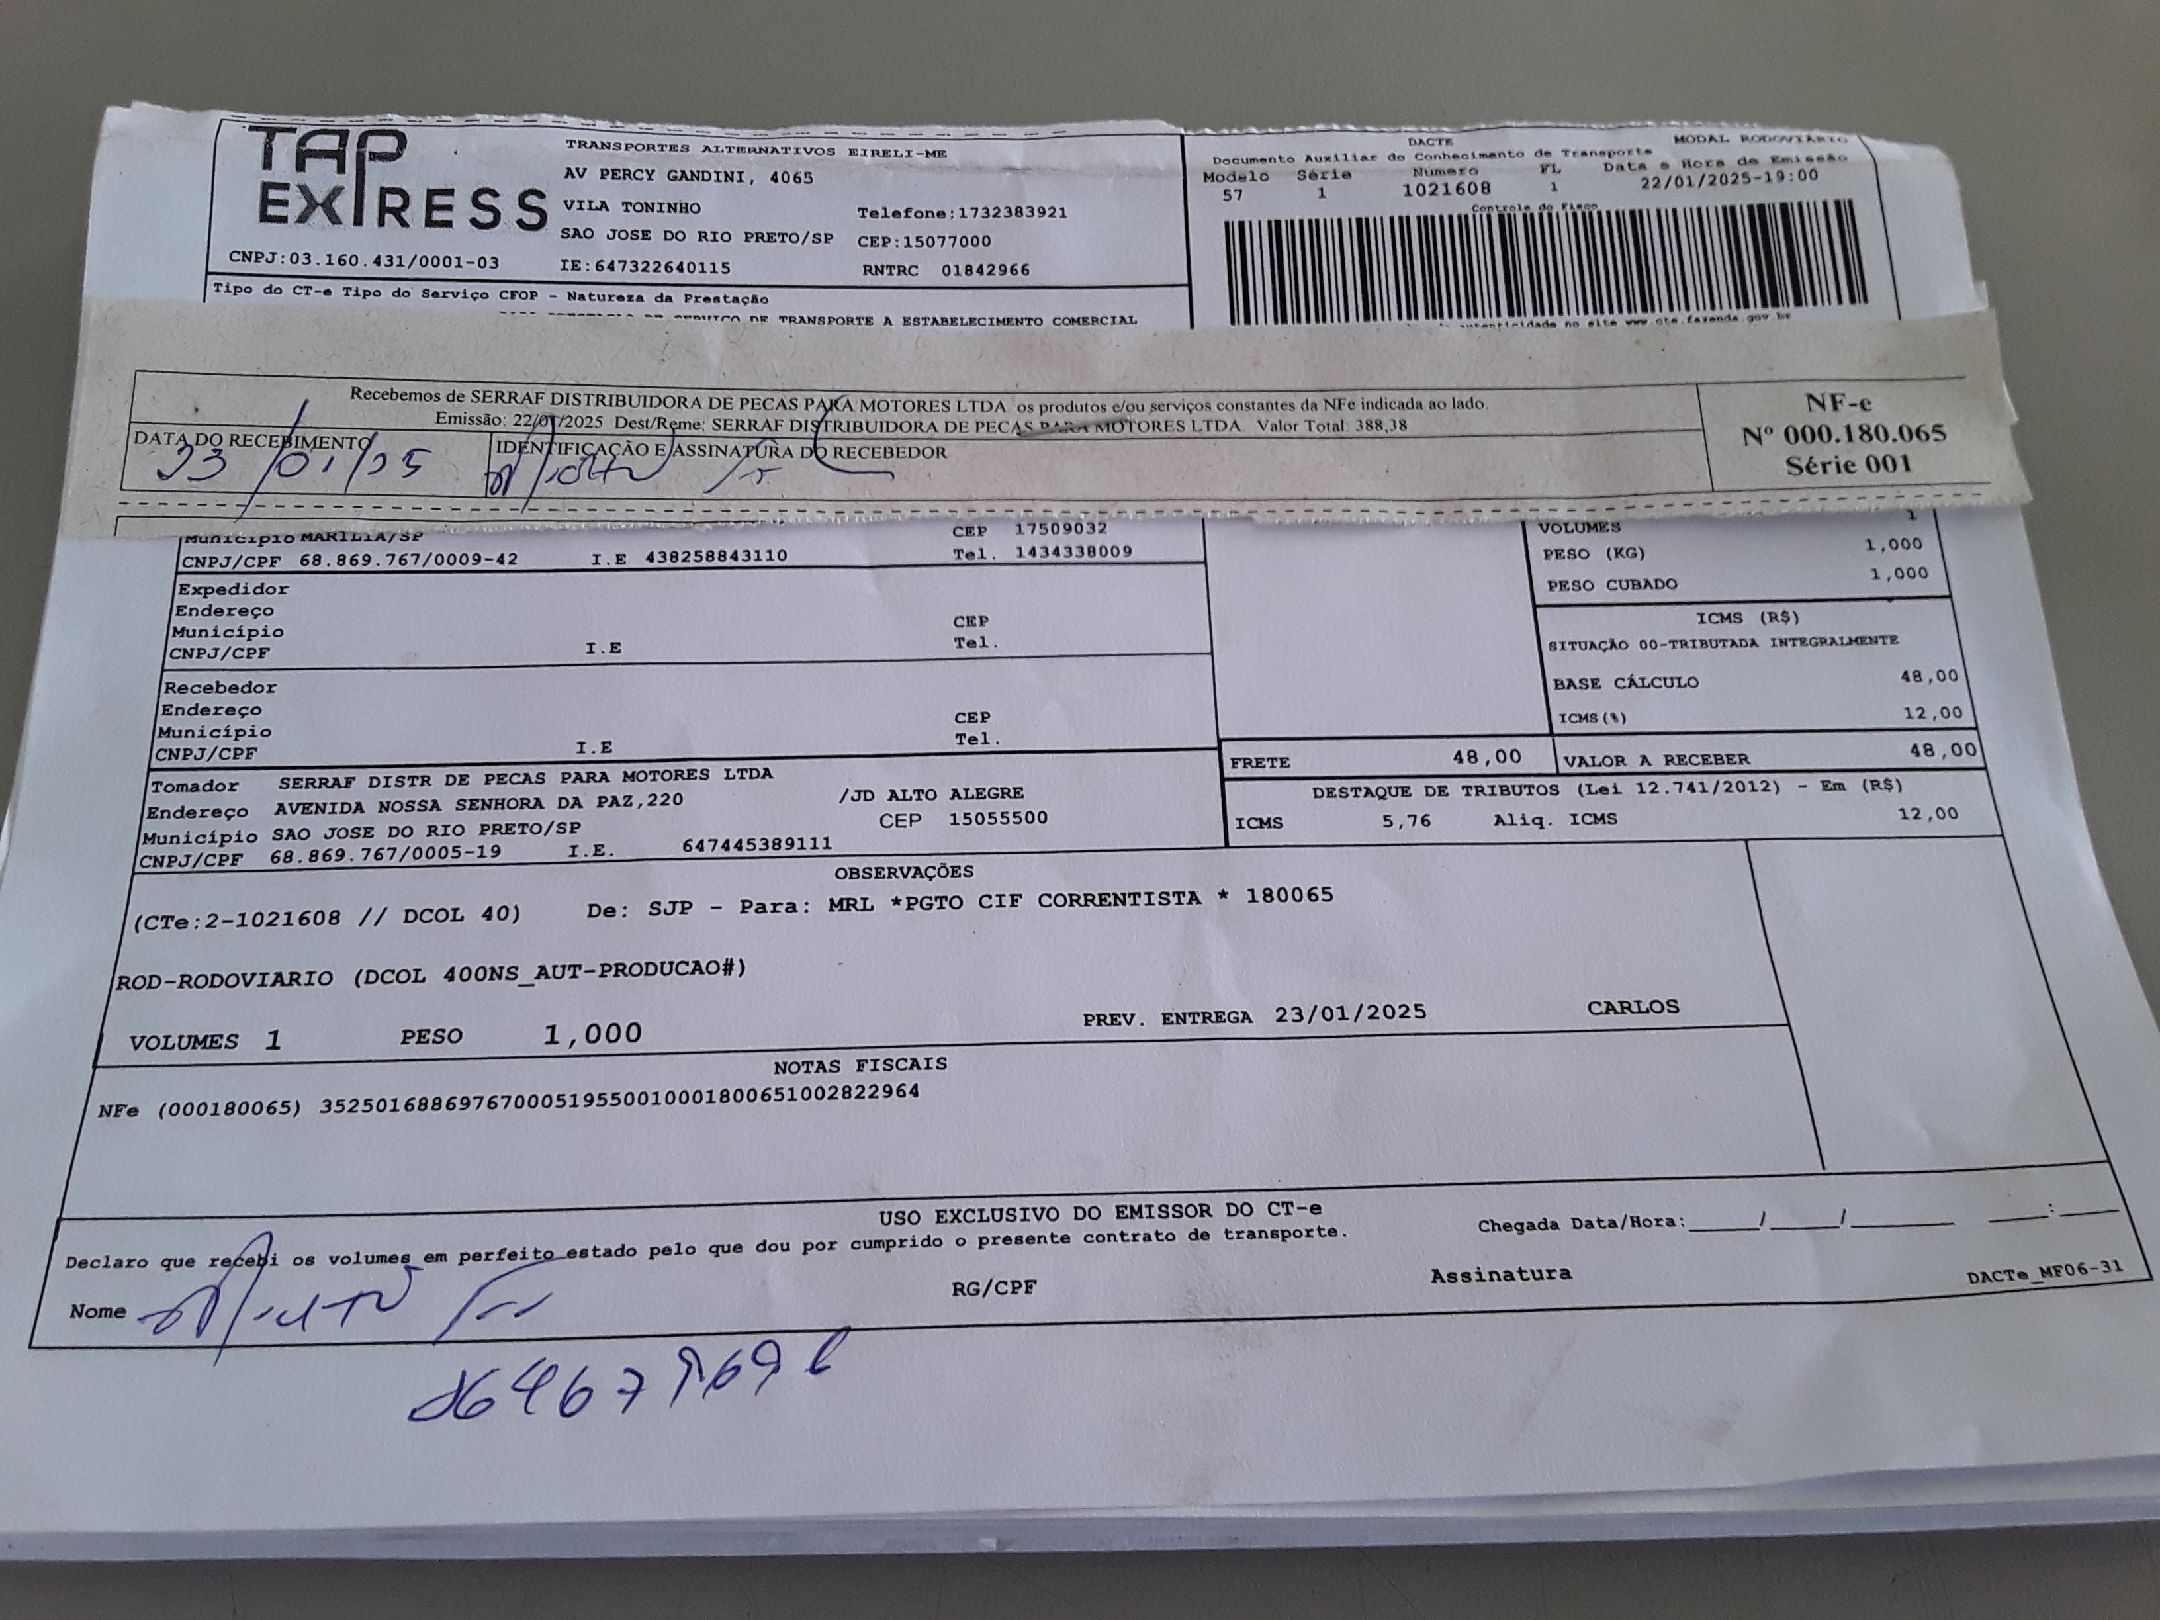 TAP EXPRESS
TRANSPORTES ALTERNATIVOS EIRELI-ME
AV PERCY GANDINI, 4065
VILA TONINHO Telefone:1732383921
SAO JOSE DO RIO PRETO/SP CEP:15077000
CNPJ:03.160.431/0001-03 IE:647322640115 RNTRC 01842966
DACTE MODAL RODOVIÁRIO
Documento Auxiliar do Conhecimento de Transporte
Modelo Série Número FL Data e Hora de Emissão
57 1 1021608 1 22/01/2025-19:00
Controle do Fisco
Tipo do CT-e Tipo do Serviço CFOP - Natureza da Prestação
DE TRANSPORTE A ESTABELECIMENTO COMERCIAL
autenticidade no site www.cte.fazenda.gov.br
Recebemos de SERRAF DISTRIBUIDORA DE PECAS PARA MOTORES LTDA os produtos e/ou serviços constantes da NFe indicada ao lado.
Emissão: 22/01/2025 Dest/Reme: SERRAF DISTRIBUIDORA DE PECAS PARA MOTORES LTDA Valor Total: 388,38
DATA DO RECEBIMENTO IDENTIFICAÇÃO E ASSINATURA DO RECEBEDOR
23/01/25
NF-e
Nº 000.180.065
Série 001
Município MARILIA/SP CEP 17509032
CNPJ/CPF 68.869.767/0009-42 I.E 438258843110 Tel. 1434338009
Expedidor
Endereço
Município CEP
CNPJ/CPF I.E Tel.
Recebedor
Endereço
Município CEP
CNPJ/CPF I.E Tel.
Tomador SERRAF DISTR DE PECAS PARA MOTORES LTDA
Endereço AVENIDA NOSSA SENHORA DA PAZ,220 /JD ALTO ALEGRE
Município SAO JOSE DO RIO PRETO/SP CEP 15055500
CNPJ/CPF 68.869.767/0005-19 I.E. 647445389111
VOLUMES 1
PESO (KG) 1,000
PESO CUBADO 1,000
ICMS (R$)
SITUAÇÃO 00-TRIBUTADA INTEGRALMENTE
BASE CÁLCULO 48,00
ICMS(%) 12,00
FRETE 48,00 VALOR A RECEBER 48,00
DESTAQUE DE TRIBUTOS (Lei 12.741/2012) - Em (R$)
ICMS 5,76 Aliq. ICMS 12,00
OBSERVAÇÕES
(CTe:2-1021608 // DCOL 40) De: SJP - Para: MRL *PGTO CIF CORRENTISTA * 180065
ROD-RODOVIARIO (DCOL 400NS_AUT-PRODUCAO#)
VOLUMES 1 PESO 1,000 PREV. ENTREGA 23/01/2025 CARLOS
NOTAS FISCAIS
NFe (000180065) 35250168869767000519550010001800651002822964
USO EXCLUSIVO DO EMISSOR DO CT-e
Declaro que recebi os volumes em perfeito estado pelo que dou por cumprido o presente contrato de transporte.
Chegada Data/Hora:_____/_____/_______ ____:____
Nome RG/CPF Assinatura DACTe_MF06-31